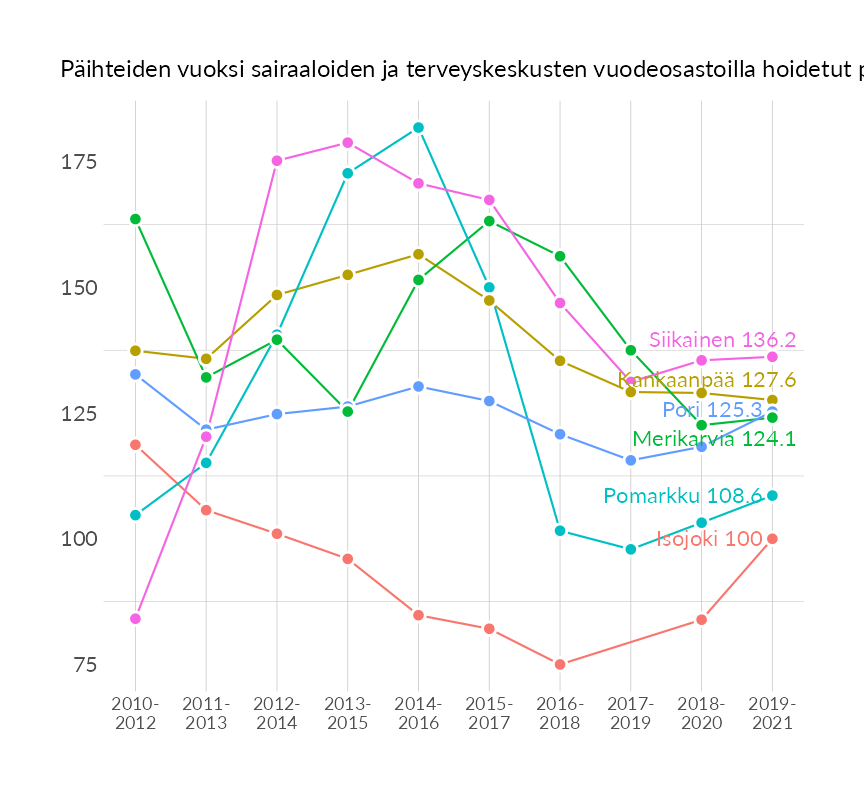 Päihteiden vuoksi sairaaloiden ja terveyskeskusten vuodeosastoilla hoidetut
175
150
125
100
75
Siikainen 136.2
Kankaanpää 127.6
Pori 125.3
Merikarvia 124.1
Pomarkku 108.6
Isojoki 100
2010- 2011- 2012- 2013- 2014- 2015- 2016- 2017- 2018- 2019-
2012 2013 2014 2015 2016 2017 2018 2019 2020 2021